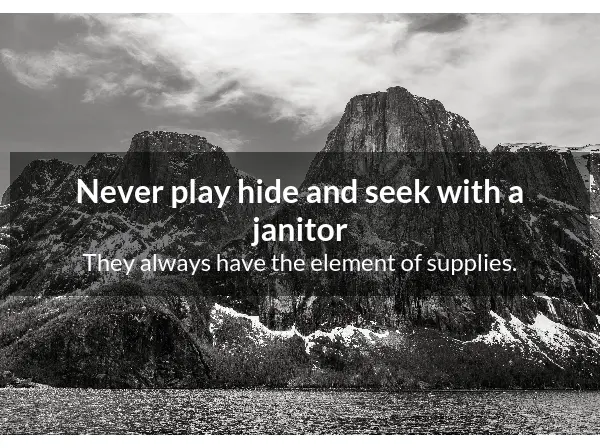 Never play hide and seek with a
janitor
They always have the element of supplies.